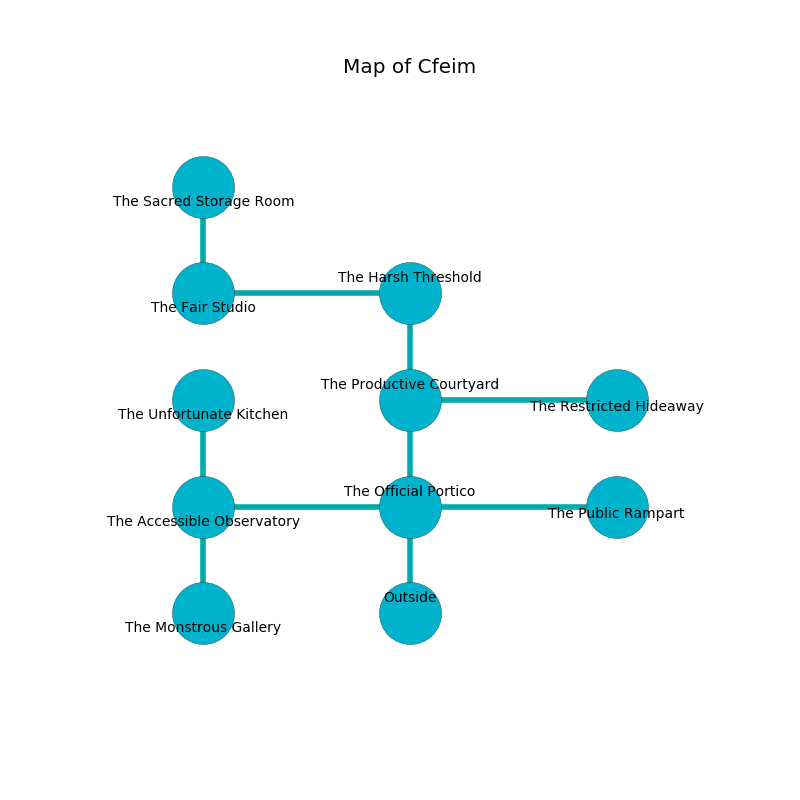 Map of Cfeim
The Sacred Storage Room
The Harsh Threshold
The Fair Studio
The Productive Courtyard
The Restricted Hideaway
The Unfortunate Kitchen
The Official Portico
The Public Rampart
The Accessible Observatory
Outside
The Monstrous Gallery